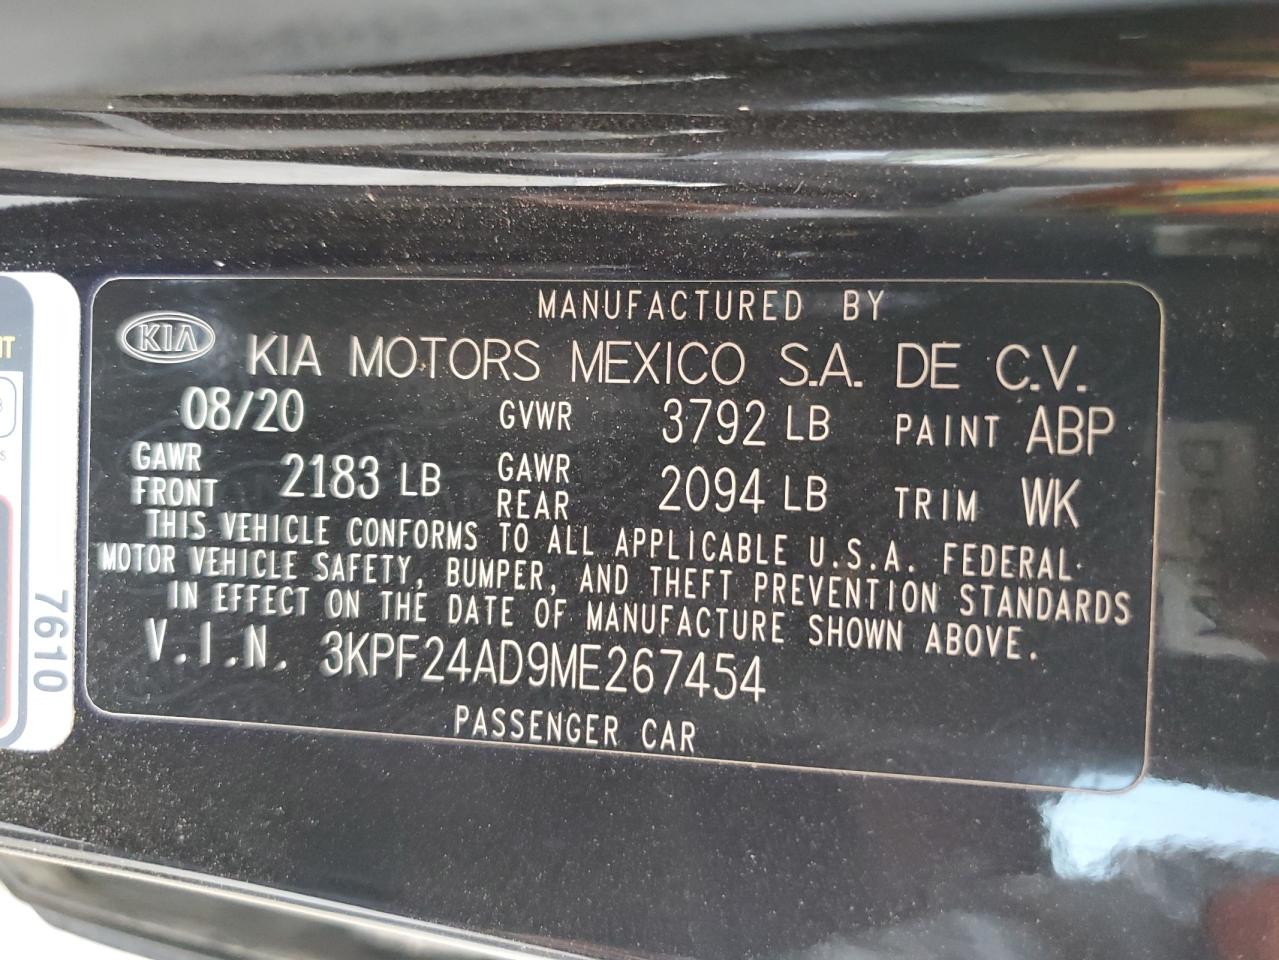 MANUFACTURED BY
KIA KIA MOTORS MEXICO S.A. DE C.V.
08/20 GVWR 3792 LB PAINT ABP
GAWR FRONT 2183 LB GAWR REAR 2094 LB TRIM WK
THIS VEHICLE CONFORMS TO ALL APPLICABLE U.S.A. FEDERAL
MOTOR VEHICLE SAFETY, BUMPER, AND THEFT PREVENTION STANDARDS
IN EFFECT ON THE DATE OF MANUFACTURE SHOWN ABOVE.
V.I.N. 3KPF24AD9ME267454
PASSENGER CAR
7610